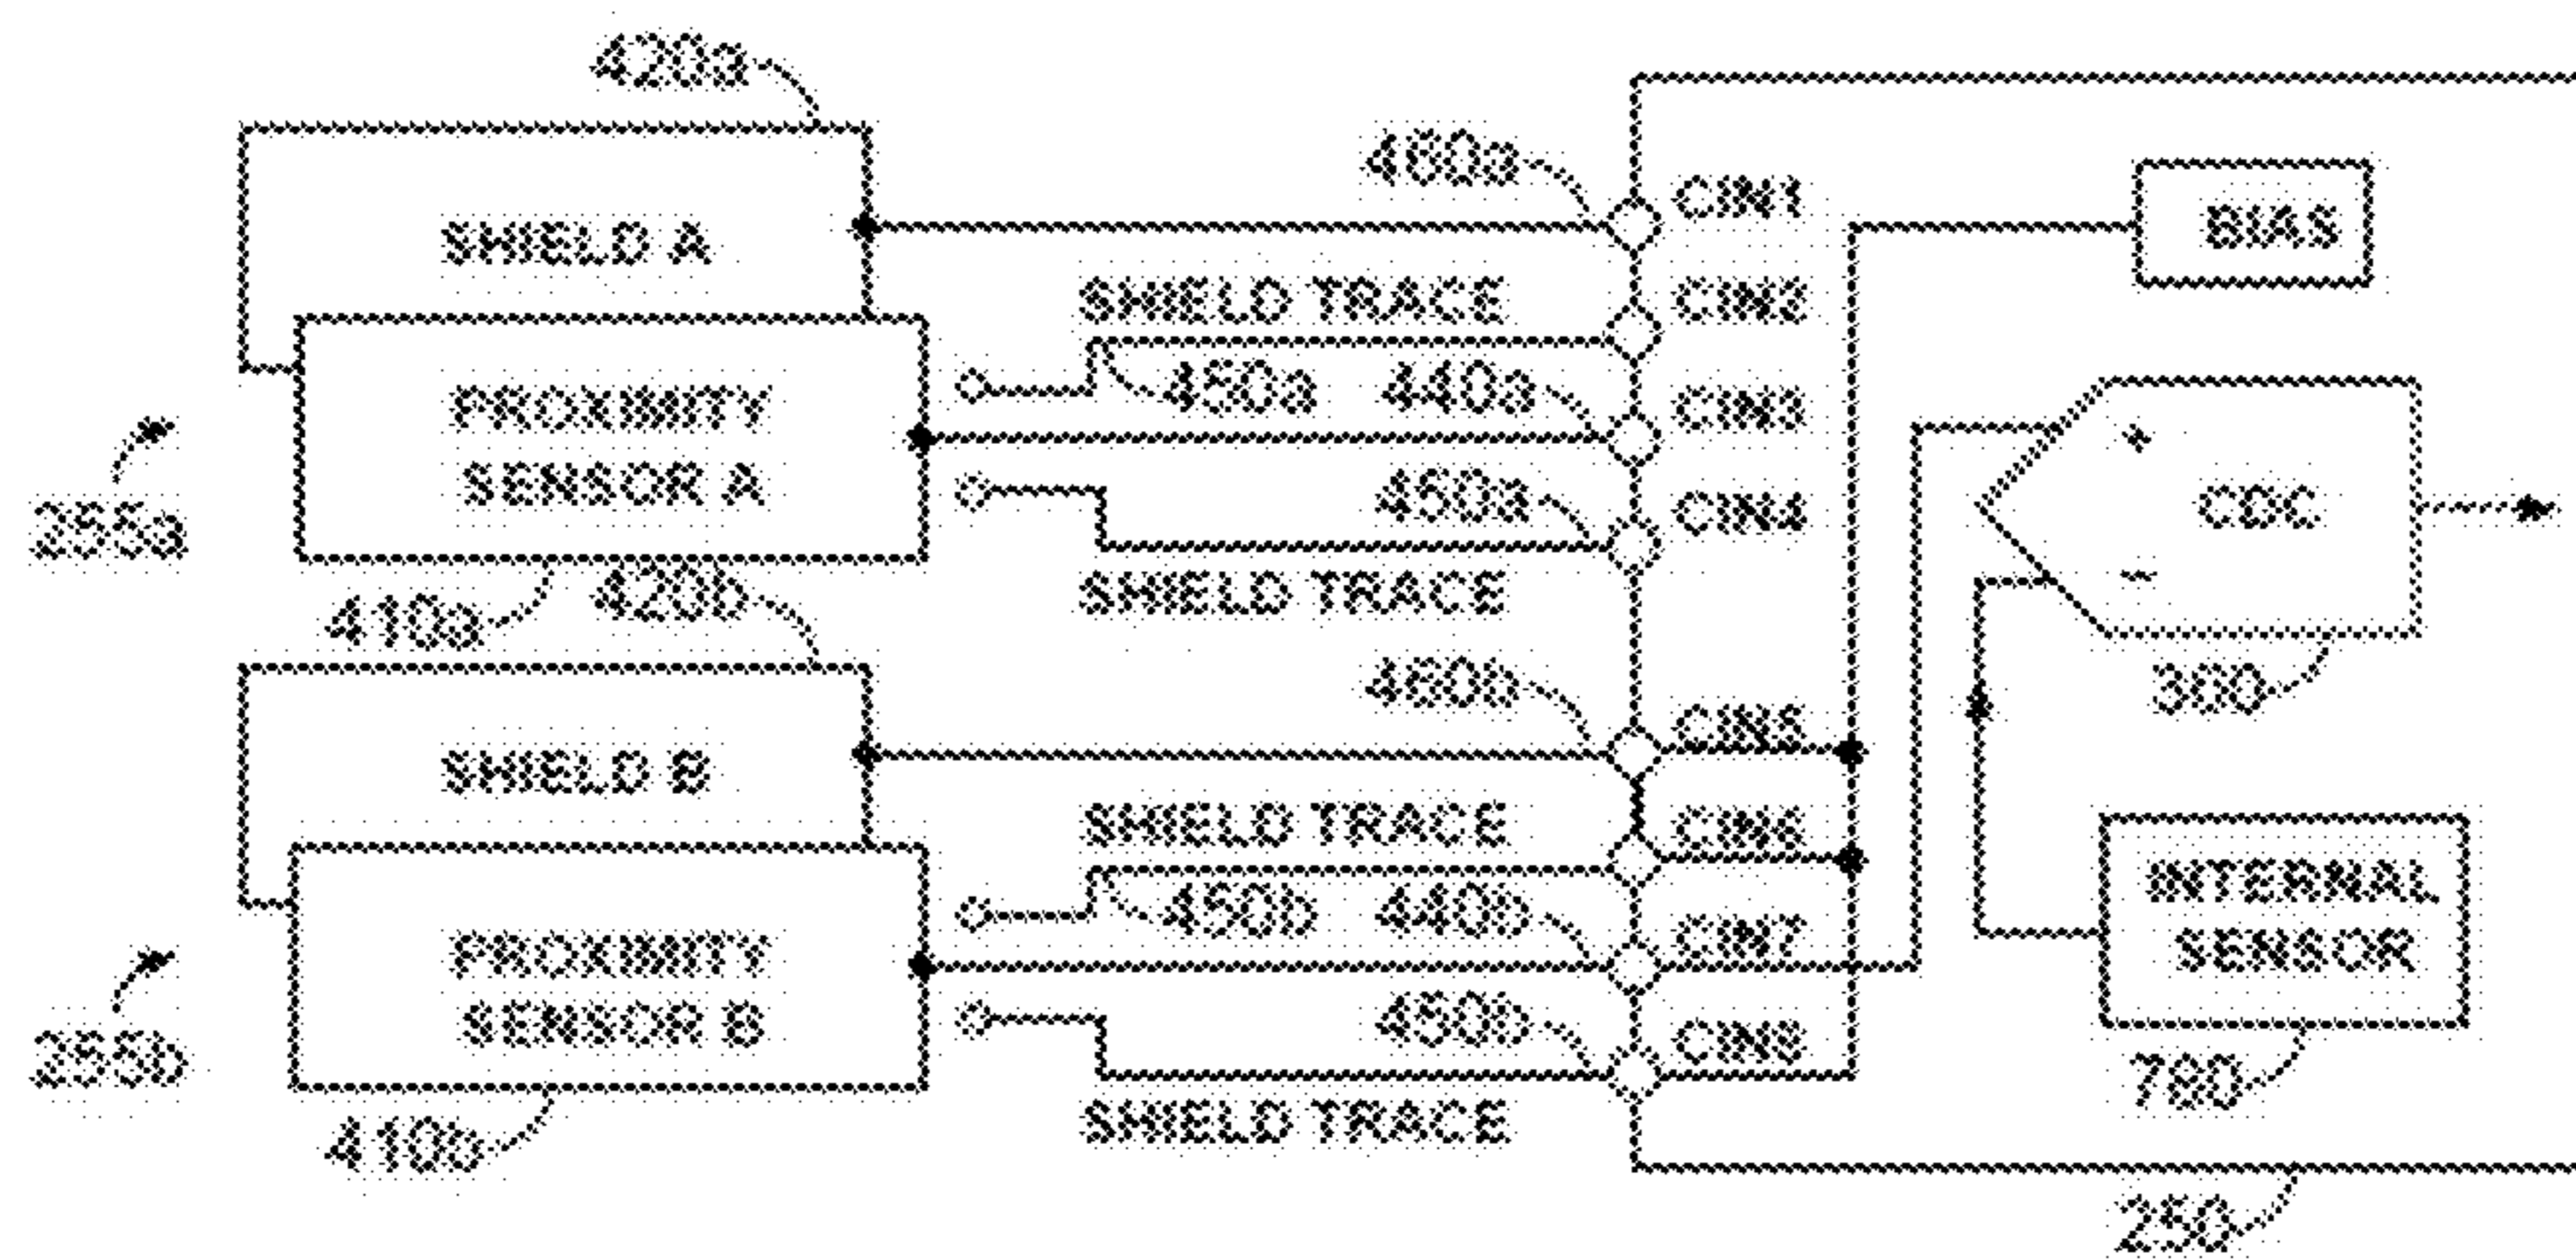 420a
460a
CIN1
SHIELD A
BIAS
SHIELD TRACE
CIN2
PROXIMITY
SENSOR A
450a
440a
CIN3
+
255a
450a
CIN4
CDC
SHIELD TRACE
−
410a
420b
460b
300
CIN5
SHIELD B
SHIELD TRACE
CIN6
PROXIMITY
SENSOR B
450b
440b
CIN7
INTERNAL
SENSOR
255b
450b
CIN8
780
SHIELD TRACE
410b
250